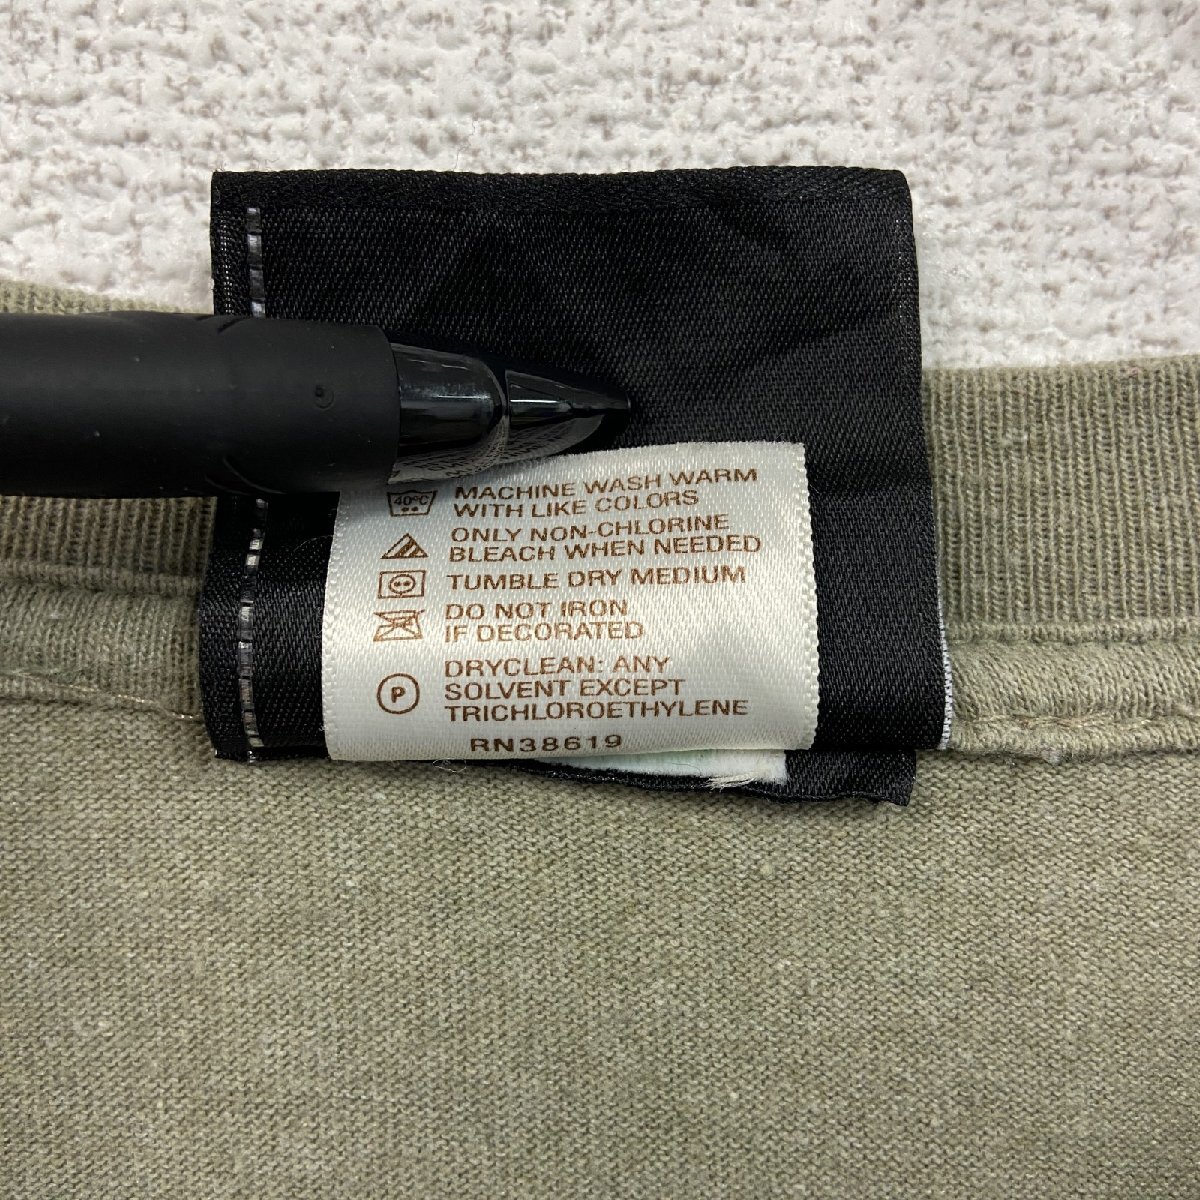 40°C
MACHINE WASH WARM
WITH LIKE COLORS
ONLY NON-CHLORINE
BLEACH WHEN NEEDED
TUMBLE DRY MEDIUM
DO NOT IRON
IF DECORATED
P
DRYCLEAN: ANY
SOLVENT EXCEPT
TRICHLOROETHYLENE
RN38619